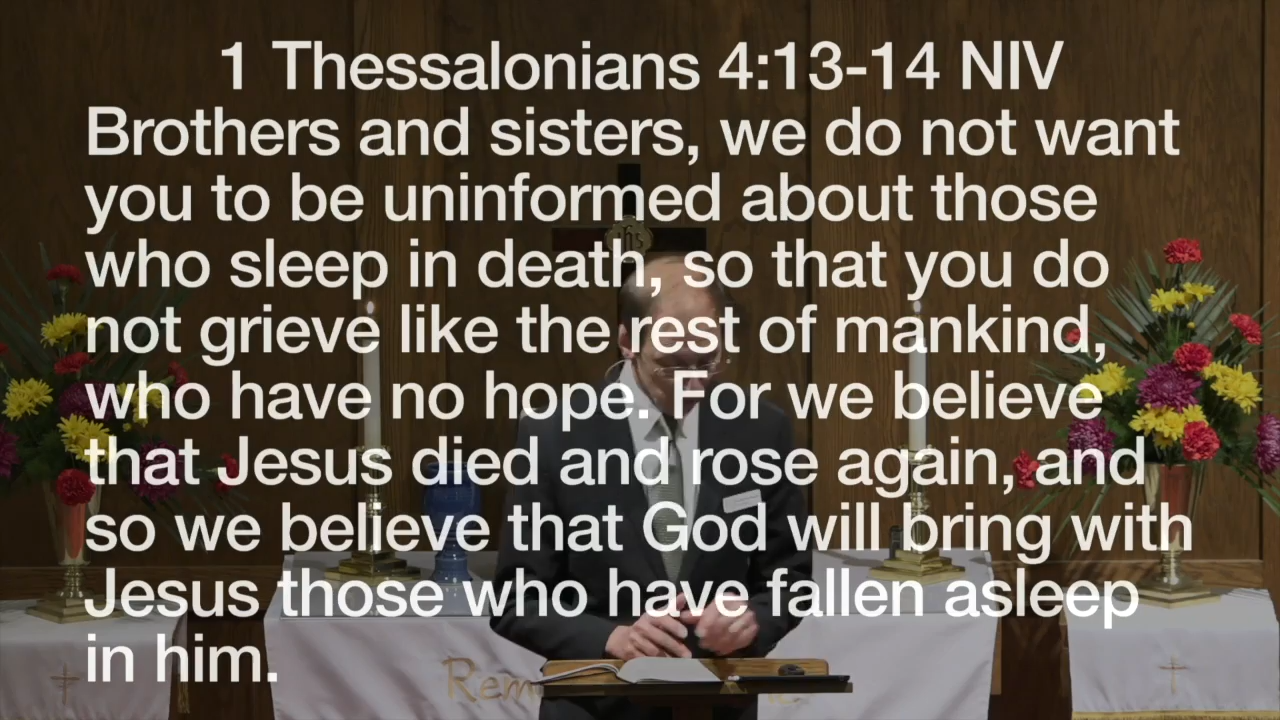 1 Thessalonians 4:13-14 NIV
Brothers and sisters, we do not want
you to be uninformed about those
who sleep in death, so that you do
not grieve like the rest of mankind,
who have no hope. For we believe
that Jesus died and rose again, and
so we believe that God will bring with
Jesus those who have fallen asleep
in him.
ihs